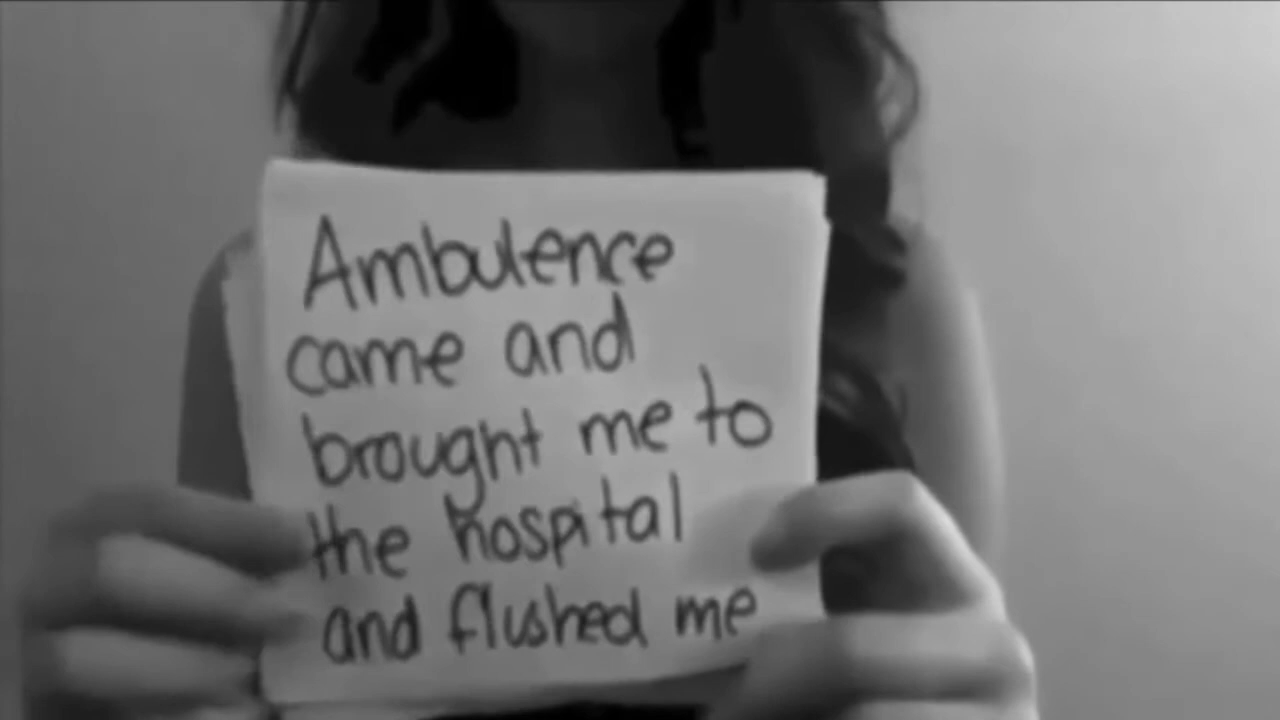 Ambulence
came and
brought me to
the hospital
and flushed me